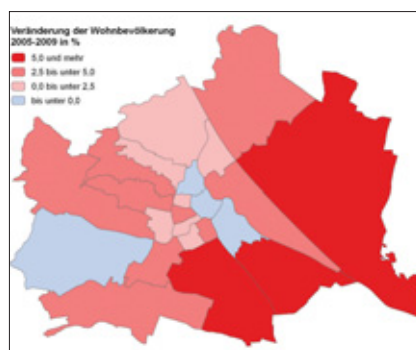 Veränderung der Wohnbevölkerung
2005-2009 in %
5,0 und mehr
2,5 bis unter 5,0
0,0 bis unter 2,5
bis unter 0,0